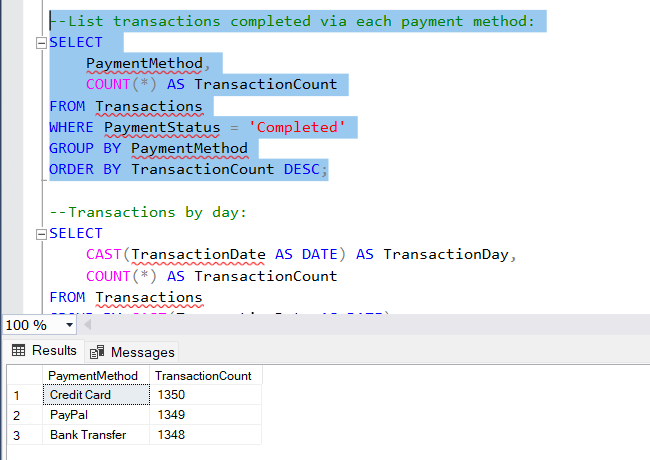 --List transactions completed via each payment method:
SELECT
PaymentMethod,
COUNT(*) AS TransactionCount
FROM Transactions
WHERE PaymentStatus = 'Completed'
GROUP BY PaymentMethod
ORDER BY TransactionCount DESC;
--Transactions by day:
SELECT
CAST(TransactionDate AS DATE) AS TransactionDay,
COUNT(*) AS TransactionCount
FROM Transactions
100 %
Results Messages
PaymentMethod TransactionCount
1 Credit Card 1350
2 PayPal 1349
3 Bank Transfer 1348